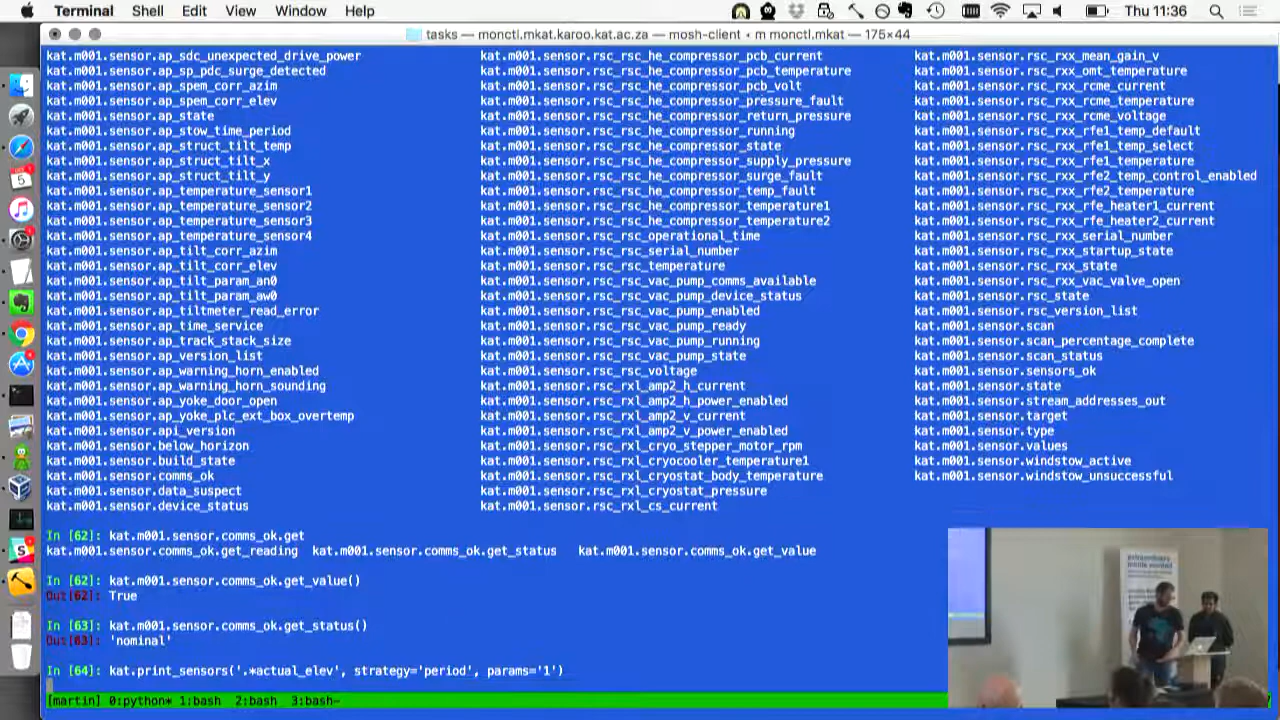 Terminal Shell Edit View Window Help Thu 11:36
tasks — monctl.mkat.karoo.kat.ac.za — mosh-client • m monctl.mkat — 175×44
kat.m001.sensor.ap_sdc_unexpected_drive_power kat.m001.sensor.rsc_rsc_he_compressor_pcb_current kat.m001.sensor.rsc_rxx_mean_gain_v
kat.m001.sensor.ap_sp_pdc_surge_detected kat.m001.sensor.rsc_rsc_he_compressor_pcb_temperature kat.m001.sensor.rsc_rxx_omt_temperature
kat.m001.sensor.ap_spem_corr_azim kat.m001.sensor.rsc_rsc_he_compressor_pcb_volt kat.m001.sensor.rsc_rxx_rcme_current
kat.m001.sensor.ap_spem_corr_elev kat.m001.sensor.rsc_rsc_he_compressor_pressure_fault kat.m001.sensor.rsc_rxx_rcme_temperature
kat.m001.sensor.ap_state kat.m001.sensor.rsc_rsc_he_compressor_return_pressure kat.m001.sensor.rsc_rxx_rcme_voltage
kat.m001.sensor.ap_stow_time_period kat.m001.sensor.rsc_rsc_he_compressor_running kat.m001.sensor.rsc_rxx_rfe1_temp_default
kat.m001.sensor.ap_struct_tilt_temp kat.m001.sensor.rsc_rsc_he_compressor_state kat.m001.sensor.rsc_rxx_rfe1_temp_select
kat.m001.sensor.ap_struct_tilt_x kat.m001.sensor.rsc_rsc_he_compressor_supply_pressure kat.m001.sensor.rsc_rxx_rfe1_temperature
kat.m001.sensor.ap_struct_tilt_y kat.m001.sensor.rsc_rsc_he_compressor_surge_fault kat.m001.sensor.rsc_rxx_rfe2_temp_control_enabled
kat.m001.sensor.ap_temperature_sensor1 kat.m001.sensor.rsc_rsc_he_compressor_temp_fault kat.m001.sensor.rsc_rxx_rfe2_temperature
kat.m001.sensor.ap_temperature_sensor2 kat.m001.sensor.rsc_rsc_he_compressor_temperature1 kat.m001.sensor.rsc_rxx_rfe_heater1_current
kat.m001.sensor.ap_temperature_sensor3 kat.m001.sensor.rsc_rsc_he_compressor_temperature2 kat.m001.sensor.rsc_rxx_rfe_heater2_current
kat.m001.sensor.ap_temperature_sensor4 kat.m001.sensor.rsc_rsc_operational_time kat.m001.sensor.rsc_rxx_serial_number
kat.m001.sensor.ap_tilt_corr_azim kat.m001.sensor.rsc_rsc_serial_number kat.m001.sensor.rsc_rxx_startup_state
kat.m001.sensor.ap_tilt_corr_elev kat.m001.sensor.rsc_rsc_temperature kat.m001.sensor.rsc_rxx_state
kat.m001.sensor.ap_tilt_param_an0 kat.m001.sensor.rsc_rsc_vac_pump_comms_available kat.m001.sensor.rsc_rxx_vac_valve_open
kat.m001.sensor.ap_tilt_param_aw0 kat.m001.sensor.rsc_rsc_vac_pump_device_status kat.m001.sensor.rsc_state
kat.m001.sensor.ap_tiltmeter_read_error kat.m001.sensor.rsc_rsc_vac_pump_enabled kat.m001.sensor.rsc_version_list
kat.m001.sensor.ap_time_service kat.m001.sensor.rsc_rsc_vac_pump_ready kat.m001.sensor.scan
kat.m001.sensor.ap_track_stack_size kat.m001.sensor.rsc_rsc_vac_pump_running kat.m001.sensor.scan_percentage_complete
kat.m001.sensor.ap_version_list kat.m001.sensor.rsc_rsc_vac_pump_state kat.m001.sensor.scan_status
kat.m001.sensor.ap_warning_horn_enabled kat.m001.sensor.rsc_rsc_voltage kat.m001.sensor.sensors_ok
kat.m001.sensor.ap_warning_horn_sounding kat.m001.sensor.rsc_rxl_amp2_h_current kat.m001.sensor.state
kat.m001.sensor.ap_yoke_door_open kat.m001.sensor.rsc_rxl_amp2_h_power_enabled kat.m001.sensor.stream_addresses_out
kat.m001.sensor.ap_yoke_plc_ext_box_overtemp kat.m001.sensor.rsc_rxl_amp2_v_current kat.m001.sensor.target
kat.m001.sensor.api_version kat.m001.sensor.rsc_rxl_amp2_v_power_enabled kat.m001.sensor.type
kat.m001.sensor.below_horizon kat.m001.sensor.rsc_rxl_cryo_stepper_motor_rpm kat.m001.sensor.values
kat.m001.sensor.build_state kat.m001.sensor.rsc_rxl_cryocooler_temperature1 kat.m001.sensor.windstow_active
kat.m001.sensor.comms_ok kat.m001.sensor.rsc_rxl_cryostat_body_temperature kat.m001.sensor.windstow_unsuccessful
kat.m001.sensor.data_suspect kat.m001.sensor.rsc_rxl_cryostat_pressure
kat.m001.sensor.device_status kat.m001.sensor.rsc_rxl_cs_current
In [62]: kat.m001.sensor.comms_ok.get
kat.m001.sensor.comms_ok.get_reading kat.m001.sensor.comms_ok.get_status kat.m001.sensor.comms_ok.get_value
In [62]: kat.m001.sensor.comms_ok.get_value()
Out[62]: True
In [63]: kat.m001.sensor.comms_ok.get_status()
Out[63]: 'nominal'
In [64]: kat.print_sensors('.*actual_elev', strategy='period', params='1')
[martin] 0:python* 1:bash 2:bash 3:bash-